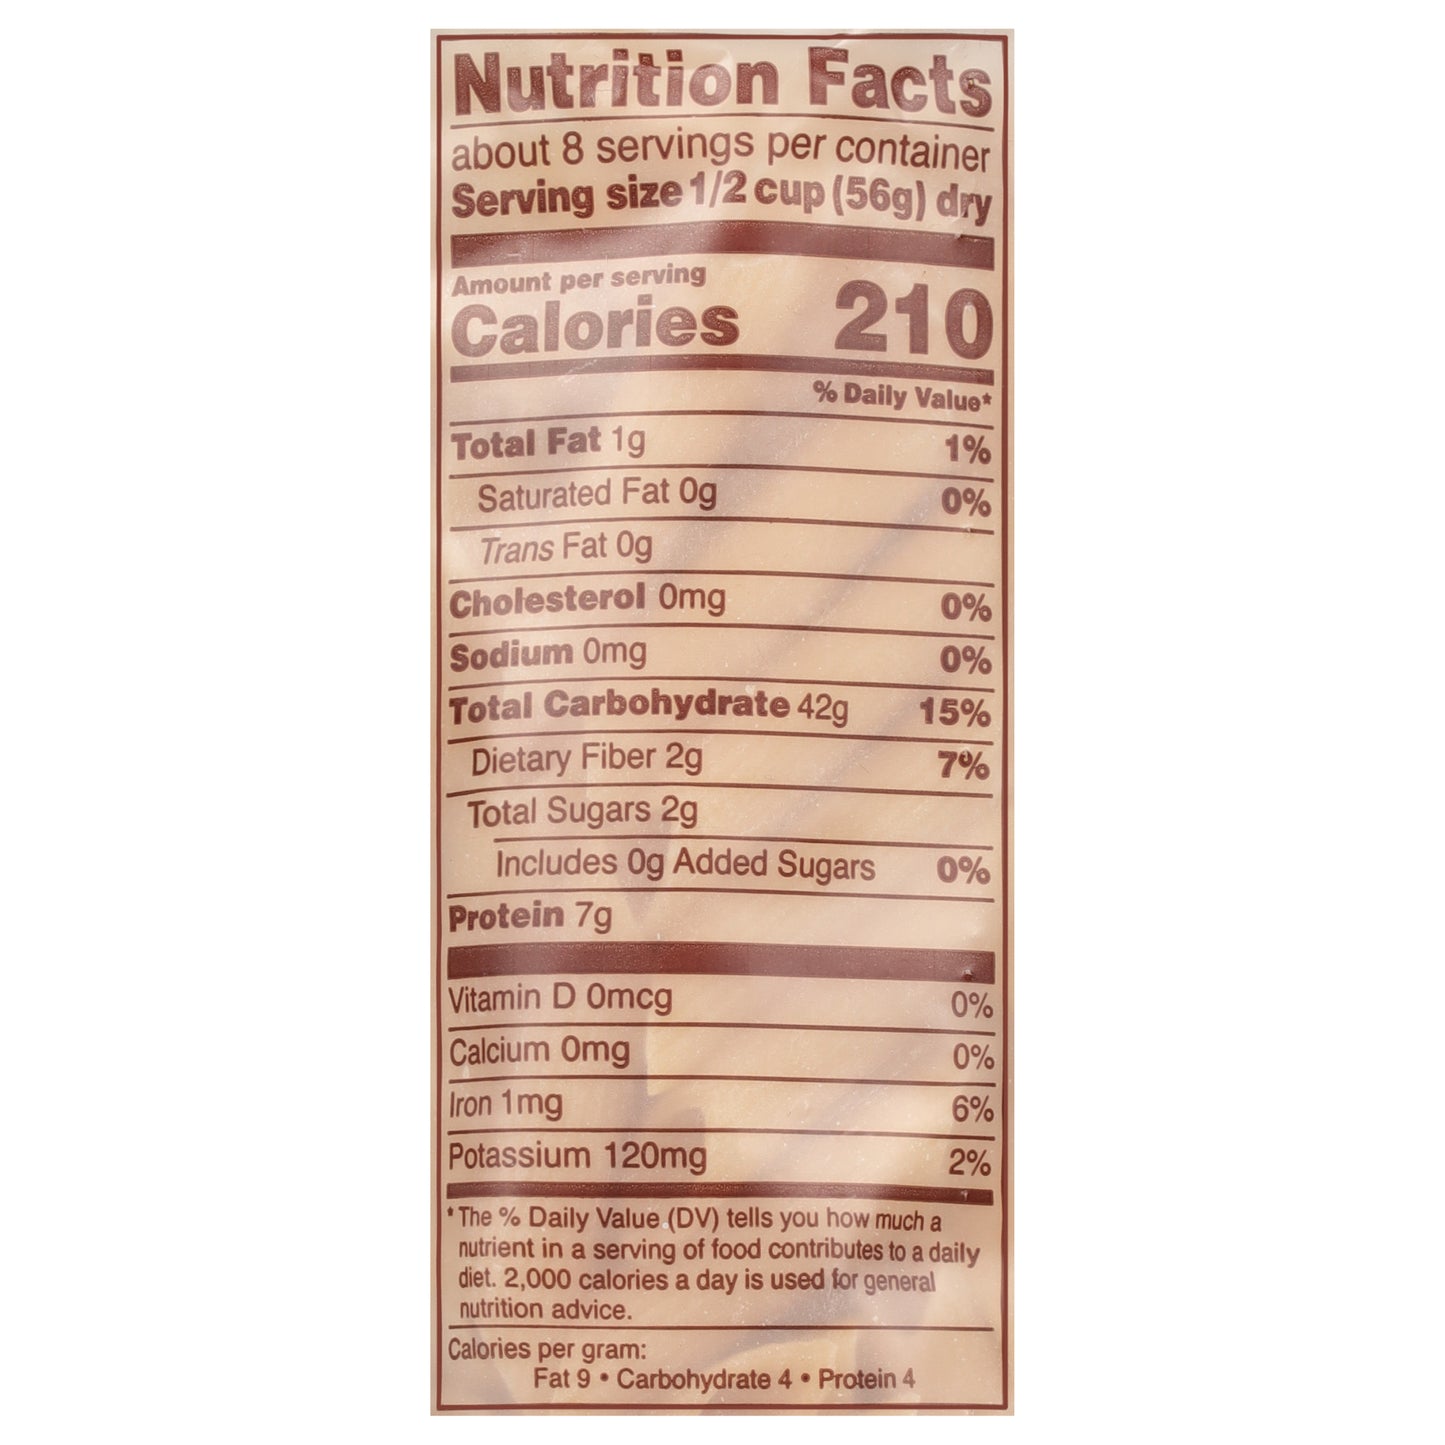 Nutrition Facts
about 8 servings per container
Serving size 1/2 cup (56g) dry
Amount per serving
Calories 210
% Daily Value*
Total Fat 1g 1%
Saturated Fat 0g 0%
Trans Fat 0g
Cholesterol 0mg 0%
Sodium 0mg 0%
Total Carbohydrate 42g 15%
Dietary Fiber 2g 7%
Total Sugars 2g
Includes 0g Added Sugars 0%
Protein 7g
Vitamin D 0mcg 0%
Calcium 0mg 0%
Iron 1mg 6%
Potassium 120mg 2%
* The % Daily Value (DV) tells you how much a
nutrient in a serving of food contributes to a daily
diet. 2,000 calories a day is used for general
nutrition advice.
Calories per gram:
Fat 9 • Carbohydrate 4 • Protein 4